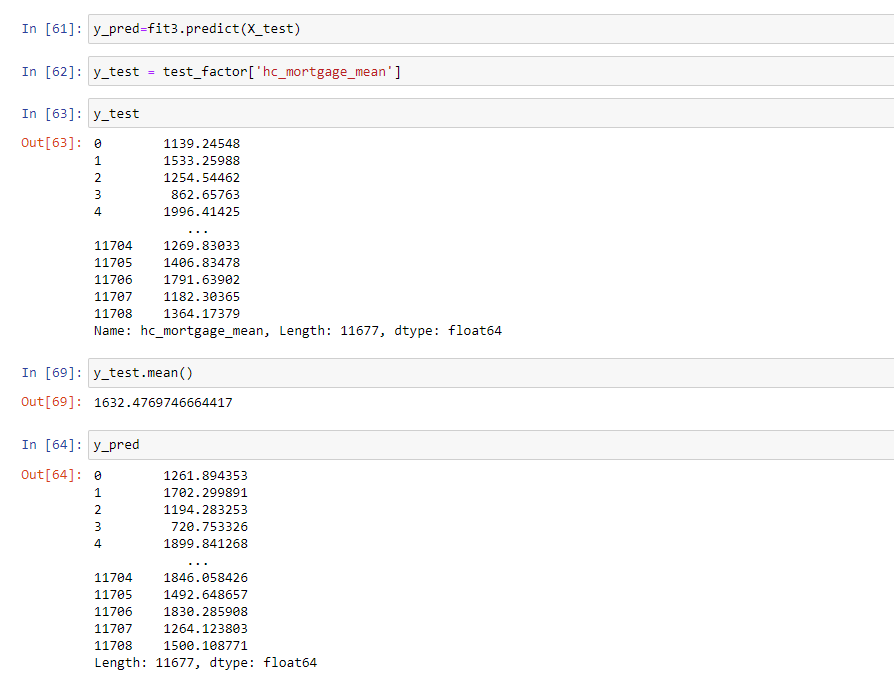 In [61]: y_pred=fit3.predict(X_test)
In [62]: y_test = test_factor['hc_mortgage_mean']
In [63]: y_test
Out[63]: 0        1139.24548
1        1533.25988
2        1254.54462
3         862.65763
4        1996.41425
...
11704    1269.83033
11705    1406.83478
11706    1791.63902
11707    1182.30365
11708    1364.17379
Name: hc_mortgage_mean, Length: 11677, dtype: float64
In [69]: y_test.mean()
Out[69]: 1632.4769746664417
In [64]: y_pred
Out[64]: 0        1261.894353
1        1702.299891
2        1194.283253
3         720.753326
4        1899.841268
...
11704    1846.058426
11705    1492.648657
11706    1830.285908
11707    1264.123803
11708    1500.108771
Length: 11677, dtype: float64